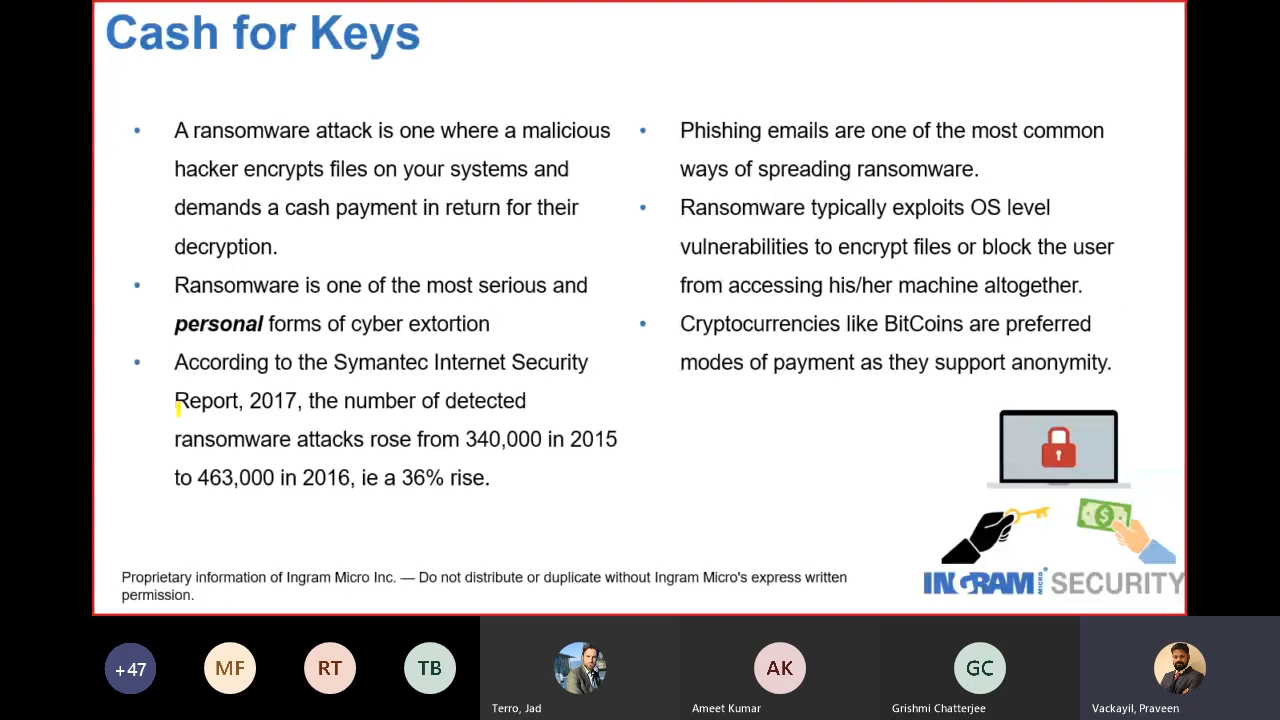 Cash for Keys
A ransomware attack is one where a malicious
hacker encrypts files on your systems and
demands a cash payment in return for their
decryption.
Ransomware is one of the most serious and
personal forms of cyber extortion
According to the Symantec Internet Security
Report, 2017, the number of detected
ransomware attacks rose from 340,000 in 2015
to 463,000 in 2016, ie a 36% rise.
Phishing emails are one of the most common
ways of spreading ransomware.
Ransomware typically exploits OS level
vulnerabilities to encrypt files or block the user
from accessing his/her machine altogether.
Cryptocurrencies like BitCoins are preferred
modes of payment as they support anonymity.
Proprietary information of Ingram Micro Inc. — Do not distribute or duplicate without Ingram Micro's express written
permission.
INGRAM MICRO SECURITY
+47
MF
RT
TB
AK
GC
Terro, Jad
Ameet Kumar
Grishmi Chatterjee
Vackayil, Praveen